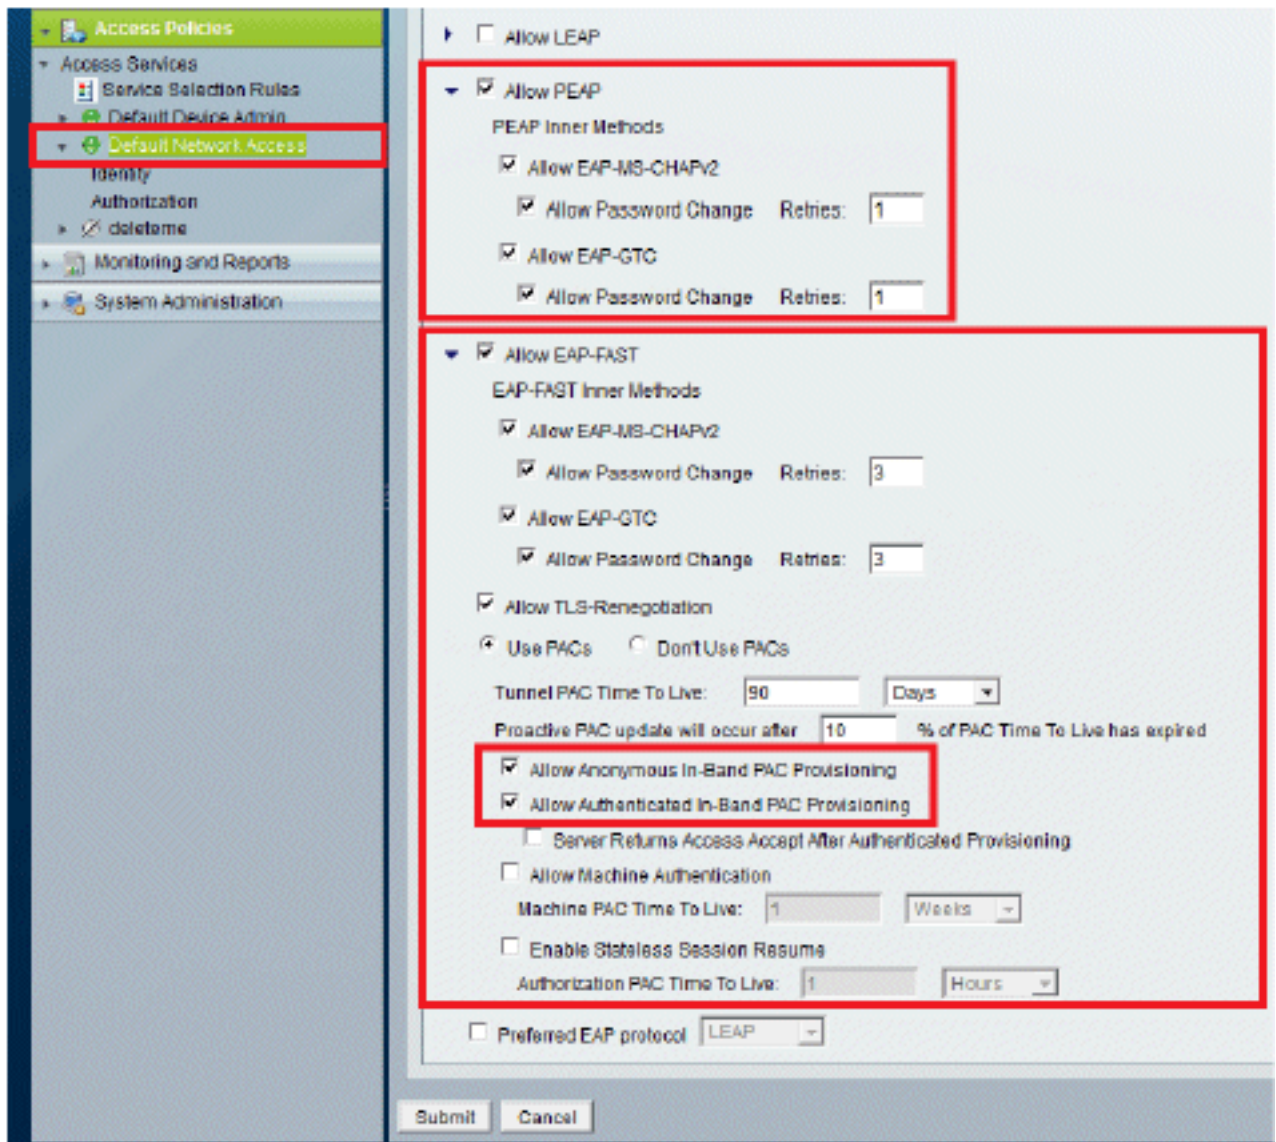 Access Policies
Access Services
Service Selection Rules
Default Device Admin
Default Network Access
Identity
Authorization
deleteme
Monitoring and Reports
System Administration
Allow LEAP
Allow PEAP
PEAP Inner Methods
Allow EAP-MS-CHAPv2
Allow Password Change Retries: 1
Allow EAP-GTC
Allow Password Change Retries: 1
Allow EAP-FAST
EAP-FAST Inner Methods
Allow EAP-MS-CHAPv2
Allow Password Change Retries: 3
Allow EAP-GTC
Allow Password Change Retries: 3
Allow TLS-Renegotiation
Use PACs Don't Use PACs
Tunnel PAC Time To Live: 90 Days
Proactive PAC update will occur after 10 % of PAC Time To Live has expired
Allow Anonymous In-Band PAC Provisioning
Allow Authenticated In-Band PAC Provisioning
Server Returns Access Accept After Authenticated Provisioning
Allow Machine Authentication
Machine PAC Time To Live: 1 Weeks
Enable Stateless Session Resume
Authorization PAC Time To Live: 1 Hours
Preferred EAP protocol LEAP
Submit Cancel